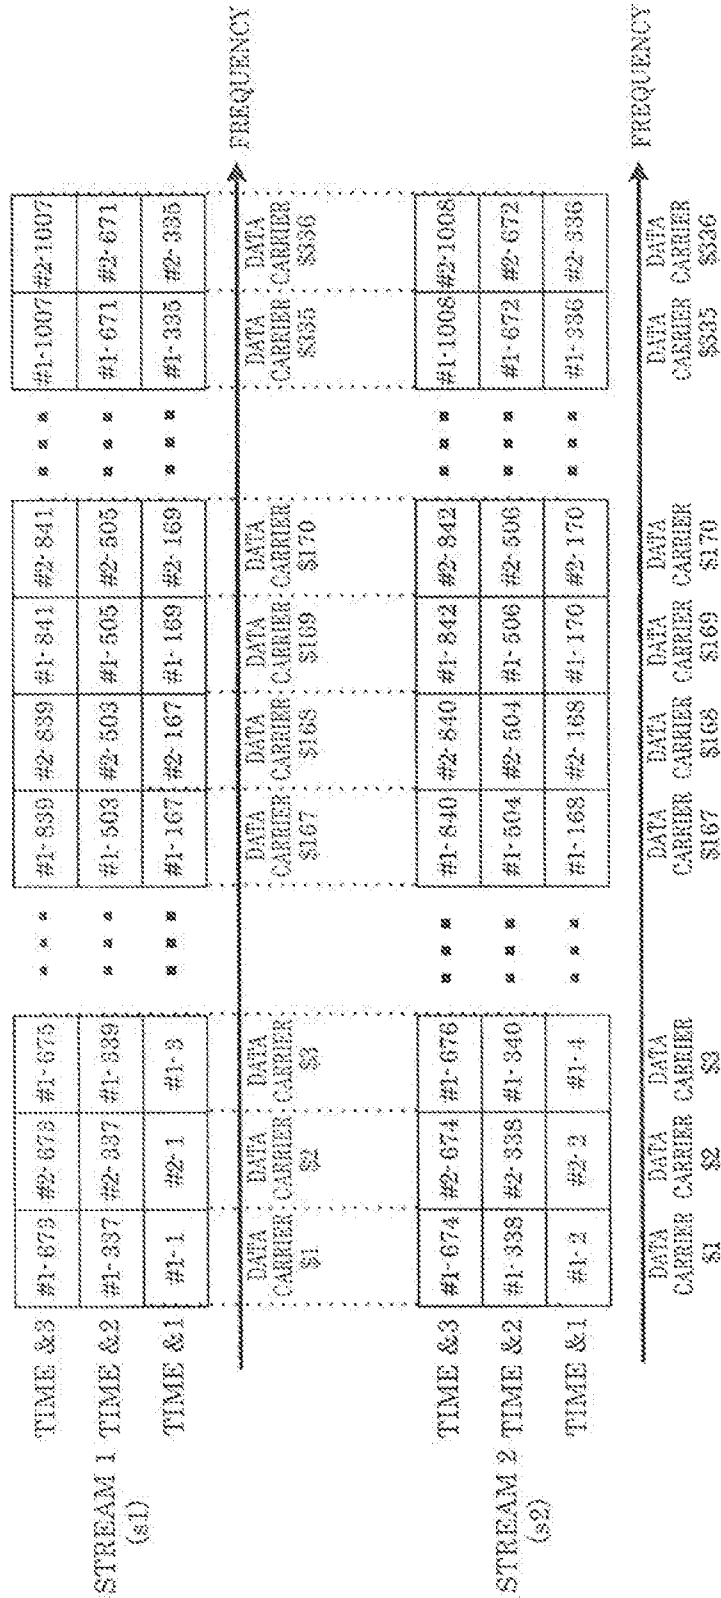 TIME &3 #1-673 #2-673 #1-675 ▪▪▪ #1-839 #2-839 #1-841 #2-841 ▪▪▪ #1-1007 #2-1007
STREAM 1 TIME &2 #1-337 #2-337 #1-339 ▪▪▪ #1-503 #2-503 #1-505 #2-505 ▪▪▪ #1-671 #2-671
(s1)
TIME &1 #1-1 #2-1 #1-3 ▪▪▪ #1-167 #2-167 #1-169 #2-169 ▪▪▪ #1-335 #2-335
FREQUENCY
DATA DATA DATA DATA DATA DATA DATA DATA DATA
CARRIER CARRIER CARRIER CARRIER CARRIER CARRIER CARRIER CARRIER CARRIER
$1 $2 $3 $167 $168 $169 $170 $335 $336
TIME &3 #1-674 #2-674 #1-676 ▪▪▪ #1-840 #2-840 #1-842 #2-842 ▪▪▪ #1-1008 #2-1008
STREAM 2 TIME &2 #1-338 #2-338 #1-340 ▪▪▪ #1-504 #2-504 #1-506 #2-506 ▪▪▪ #1-672 #2-672
(s2)
TIME &1 #1-2 #2-2 #1-4 ▪▪▪ #1-168 #2-168 #1-170 #2-170 ▪▪▪ #1-336 #2-336
FREQUENCY
DATA DATA DATA DATA DATA DATA DATA DATA DATA
CARRIER CARRIER CARRIER CARRIER CARRIER CARRIER CARRIER CARRIER CARRIER
$1 $2 $3 $167 $168 $169 $170 $335 $336